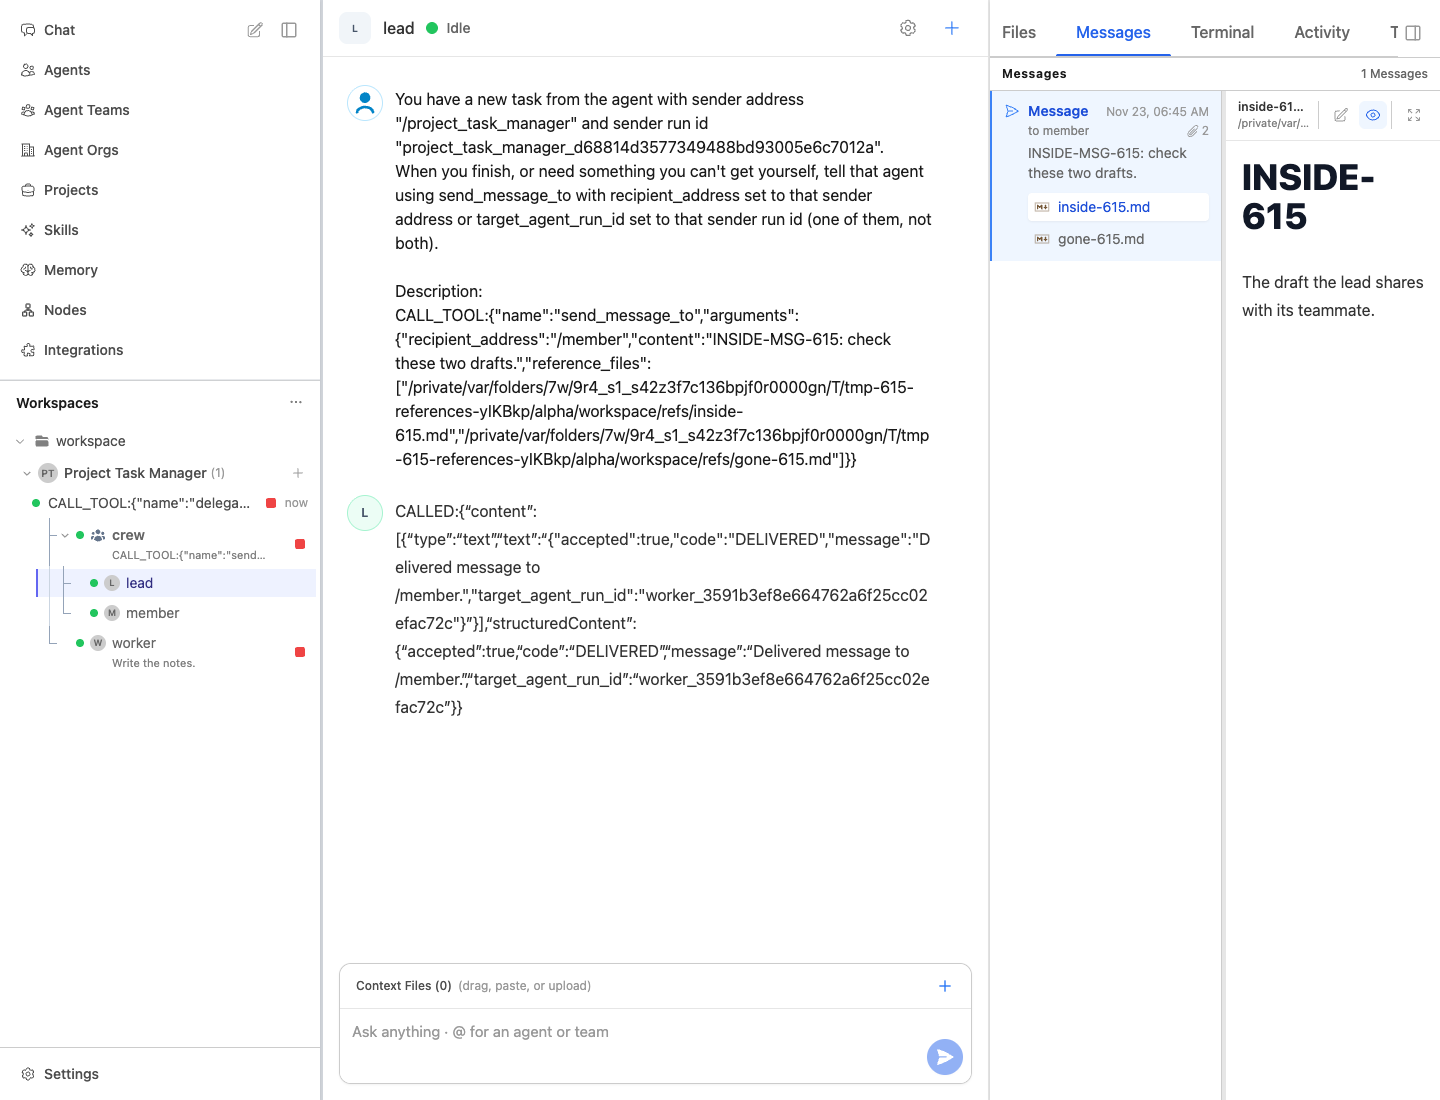 Chat
Agents
Agent Teams
Agent Orgs
Projects
Skills
Memory
Nodes
Integrations
Workspaces
workspace
PT Project Task Manager (1)
CALL_TOOL:{"name":"delega... now
crew
CALL_TOOL:{"name":"send...
L lead
M member
W worker
Write the notes.
Settings
L lead Idle
You have a new task from the agent with sender address
"/project_task_manager" and sender run id
"project_task_manager_d68814d3577349488bd93005e6c7012a".
When you finish, or need something you can't get yourself, tell that agent
using send_message_to with recipient_address set to that sender
address or target_agent_run_id set to that sender run id (one of them, not
both).
Description:
CALL_TOOL:{"name":"send_message_to","arguments":
{"recipient_address":"/member","content":"INSIDE-MSG-615: check
these two drafts.","reference_files":
["/private/var/folders/7w/9r4_s1_s42z3f7c136bpjf0r0000gn/T/tmp-615-
references-ylKBkp/alpha/workspace/refs/inside-
615.md","/private/var/folders/7w/9r4_s1_s42z3f7c136bpjf0r0000gn/T/tmp
-615-references-ylKBkp/alpha/workspace/refs/gone-615.md"]}}
L
CALLED:{“content”:
[{“type”:“text”,“text”:“{"accepted":true,"code":"DELIVERED","message":"D
elivered message to
/member.","target_agent_run_id":"worker_3591b3ef8e664762a6f25cc02
efac72c"}”}],“structuredContent”:
{“accepted”:true,“code”:“DELIVERED”,“message”:“Delivered message to
/member.”,“target_agent_run_id”:“worker_3591b3ef8e664762a6f25cc02e
fac72c”}}
Context Files (0) (drag, paste, or upload)
Ask anything · @ for an agent or team
Files Messages Terminal Activity T
Messages 1 Messages
Message Nov 23, 06:45 AM
to member 2
INSIDE-MSG-615: check
these two drafts.
inside-615.md
gone-615.md
inside-61...
/private/var/...
INSIDE-
615
The draft the lead shares
with its teammate.